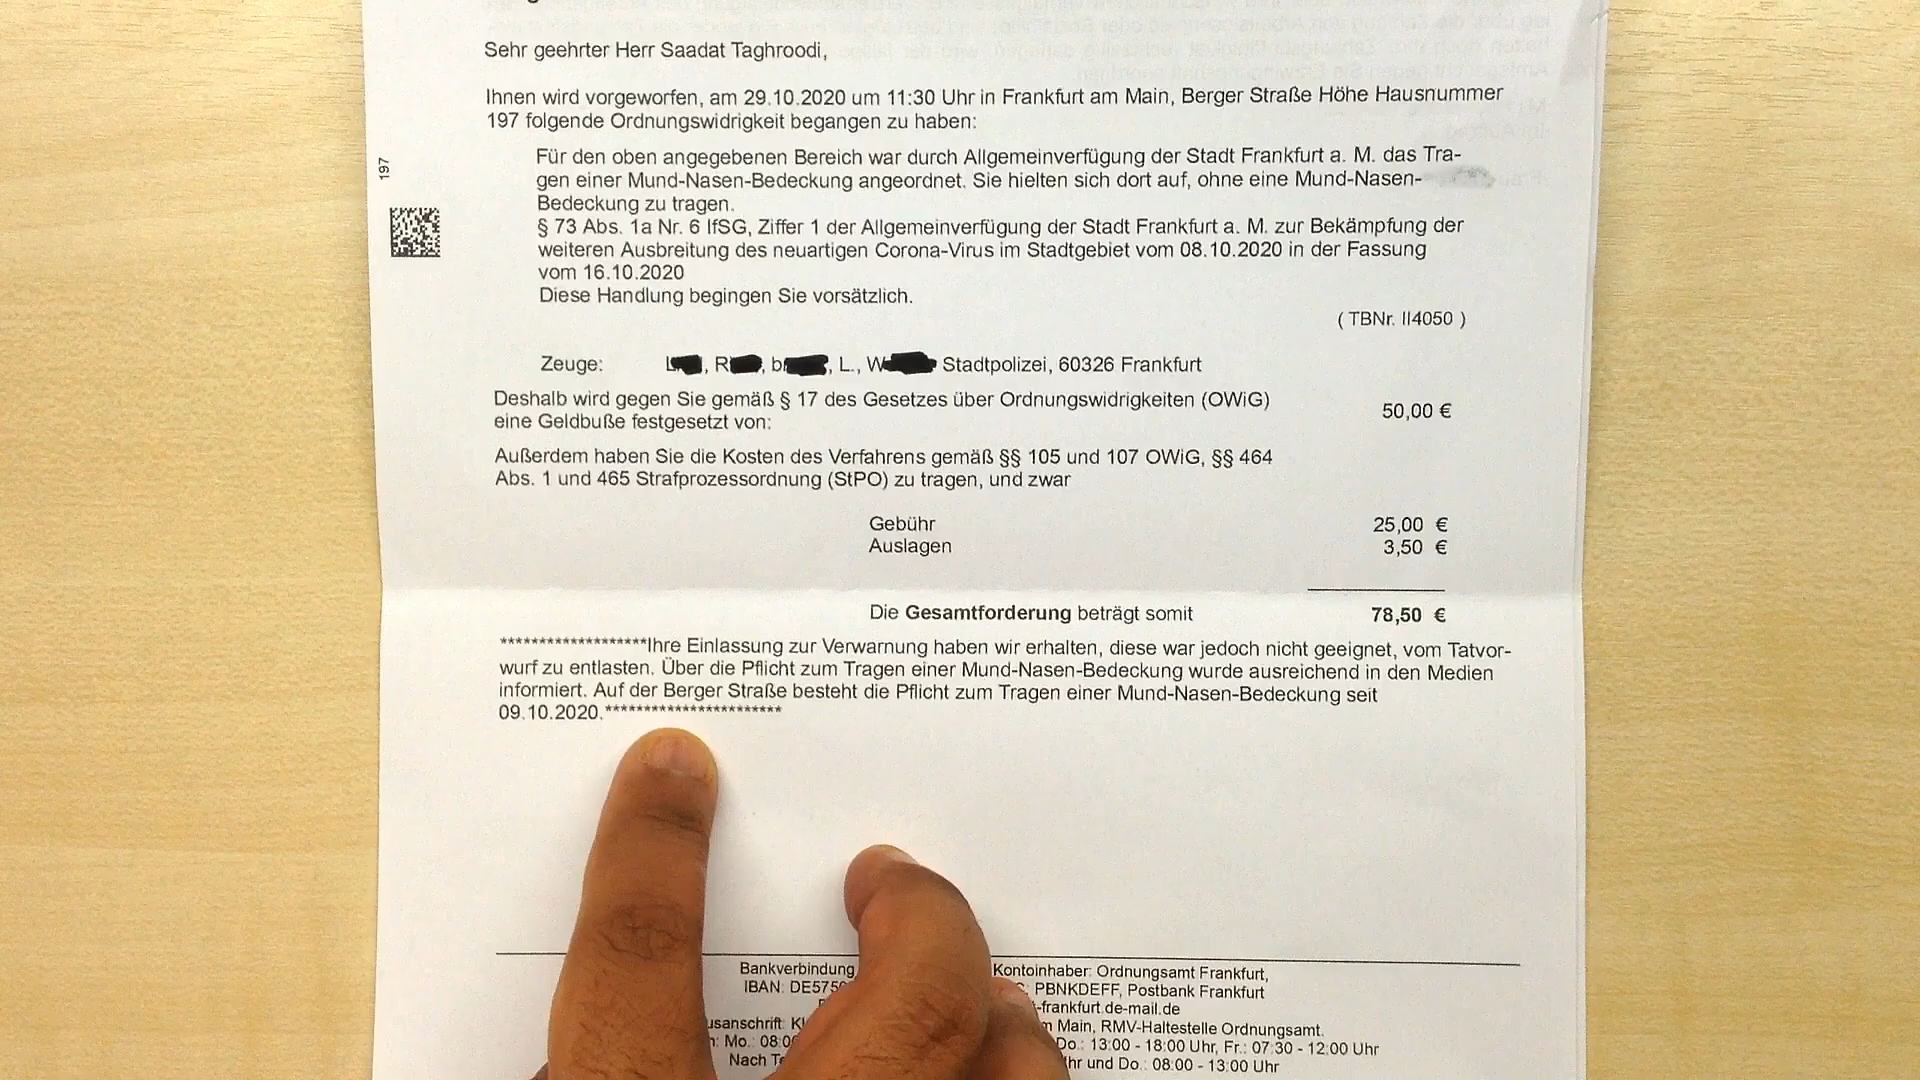 Sehr geehrter Herr Saadat Taghroodi,
Ihnen wird vorgeworfen, am 29.10.2020 um 11:30 Uhr in Frankfurt am Main, Berger Straße Höhe Hausnummer
197 folgende Ordnungswidrigkeit begangen zu haben:
197
Für den oben angegebenen Bereich war durch Allgemeinverfügung der Stadt Frankfurt a. M. das Tra-
gen einer Mund-Nasen-Bedeckung angeordnet. Sie hielten sich dort auf, ohne eine Mund-Nasen-
Bedeckung zu tragen.
§ 73 Abs. 1a Nr. 6 IfSG, Ziffer 1 der Allgemeinverfügung der Stadt Frankfurt a. M. zur Bekämpfung der
weiteren Ausbreitung des neuartigen Corona-Virus im Stadtgebiet vom 08.10.2020 in der Fassung
vom 16.10.2020
Diese Handlung begingen Sie vorsätzlich.
( TBNr. II4050 )
Zeuge: , R , b , L., W Stadtpolizei, 60326 Frankfurt
Deshalb wird gegen Sie gemäß § 17 des Gesetzes über Ordnungswidrigkeiten (OWiG)
eine Geldbuße festgesetzt von: 50,00 €
Außerdem haben Sie die Kosten des Verfahrens gemäß §§ 105 und 107 OWiG, §§ 464
Abs. 1 und 465 Strafprozessordnung (StPO) zu tragen, und zwar
Gebühr 25,00 €
Auslagen 3,50 €
Die Gesamtforderung beträgt somit 78,50 €
*******************Ihre Einlassung zur Verwarnung haben wir erhalten, diese war jedoch nicht geeignet, vom Tatvor-
wurf zu entlasten. Über die Pflicht zum Tragen einer Mund-Nasen-Bedeckung wurde ausreichend in den Medien
informiert. Auf der Berger Straße besteht die Pflicht zum Tragen einer Mund-Nasen-Bedeckung seit
09.10.2020.***********************
Bankverbindung Kontoinhaber: Ordnungsamt Frankfurt,
IBAN: PBNKDEFF, Postbank Frankfurt
-frankfurt.de-mail.de
Main, RMV-Haltestelle Ordnungsamt.
Mo.: Do.: 13:00 - 18:00 Uhr, Fr.: 07:30 - 12:00 Uhr
Nach und Do.: 08:00 - 13:00 Uhr